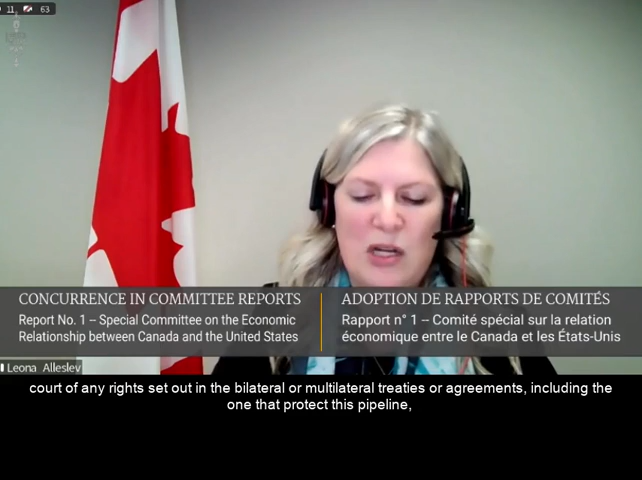 11 63
CONCURRENCE IN COMMITTEE REPORTS
Report No. 1 – Special Committee on the Economic
Relationship between Canada and the United States
ADOPTION DE RAPPORTS DE COMITÉS
Rapport n° 1 – Comité spécial sur la relation
économique entre le Canada et les États-Unis
Leona Alleslev
court of any rights set out in the bilateral or multilateral treaties or agreements, including the
one that protect this pipeline,